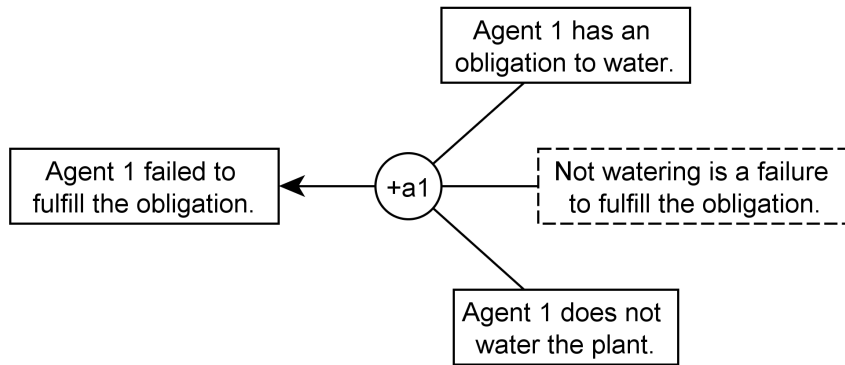 Agent 1 has an
obligation to water.
Agent 1 failed to
fulfill the obligation.
+a1
Not watering is a failure
to fulfill the obligation.
Agent 1 does not
water the plant.